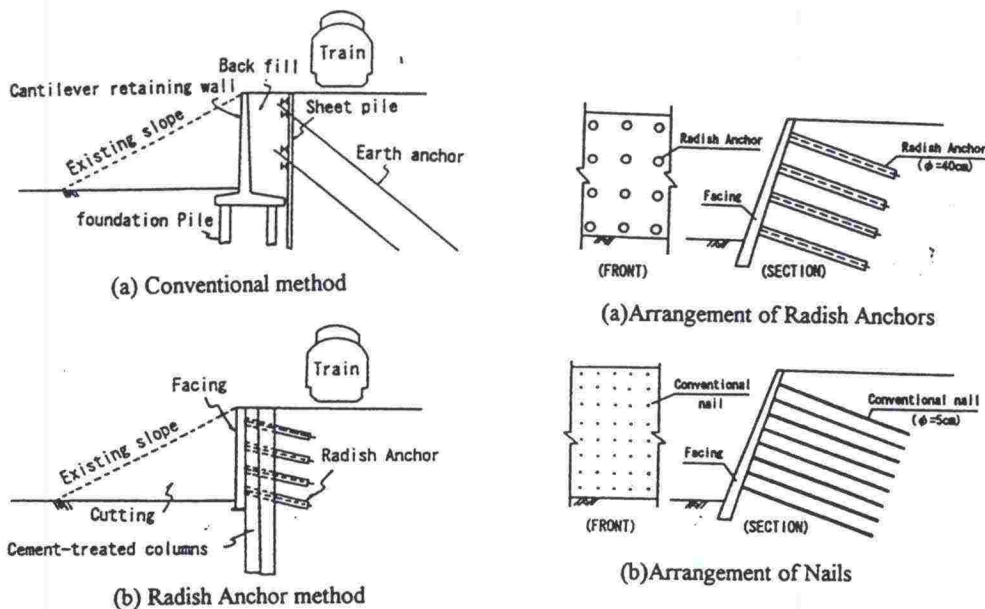 Train
Back fill
Cantilever retaining wall
Sheet pile
Existing slope
Earth anchor
foundation Pile
(a) Conventional method
Train
Facing
Existing slope
Radish Anchor
Cutting
Cement-treated columns
(b) Radish Anchor method
Radish Anchor
Radish Anchor
(φ=40cm)
Facing
(FRONT)
(SECTION)
(a)Arrangement of Radish Anchors
Conventional
nail
Conventional nail
(φ=5cm)
Facing
(FRONT)
(SECTION)
(b)Arrangement of Nails